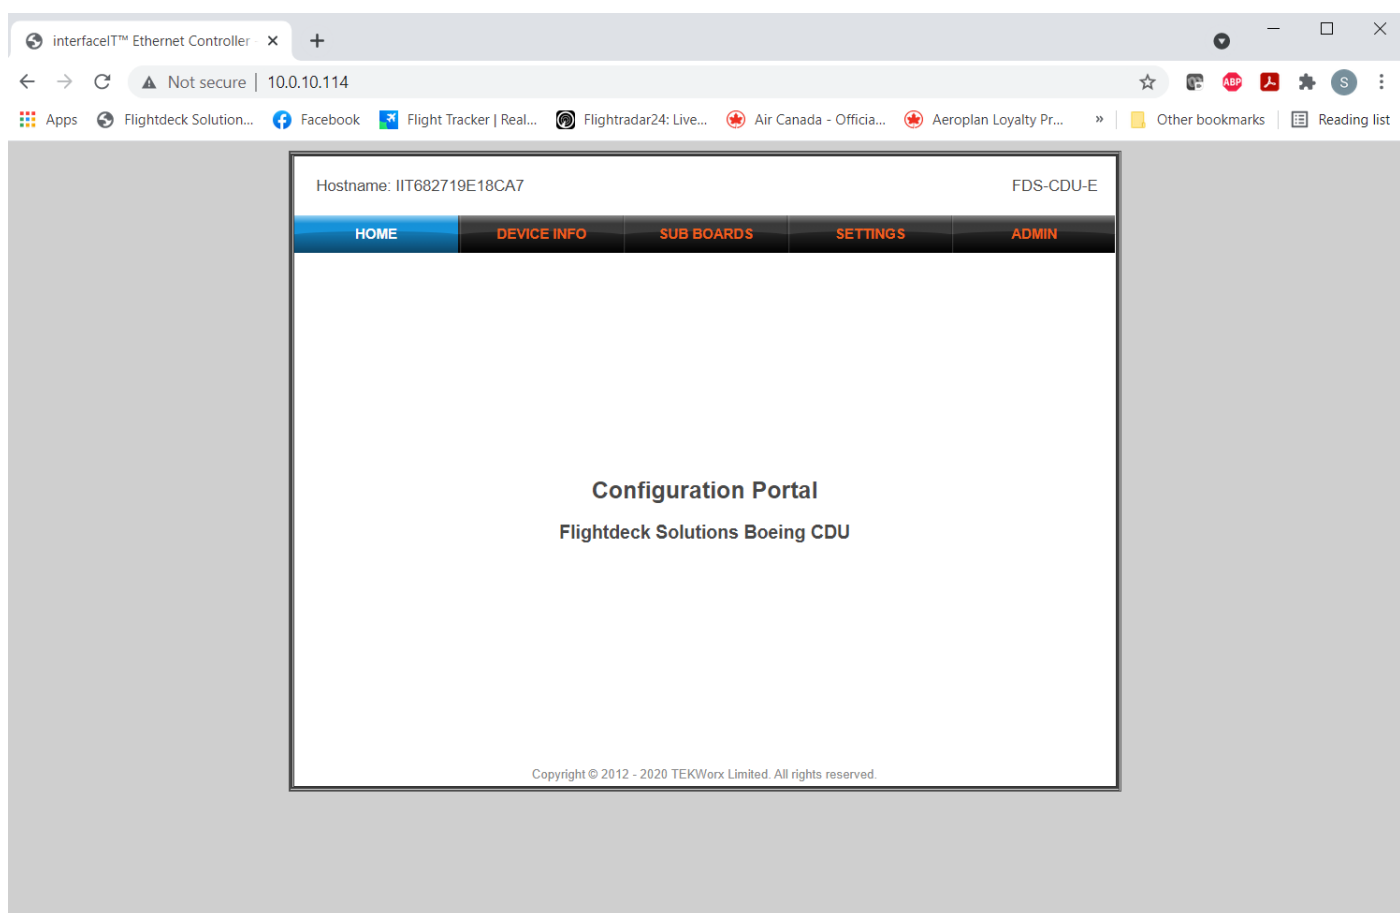 interfaceIT™ Ethernet Controller
Not secure | 10.0.10.114
ABP
S
Apps Flightdeck Solution... Facebook Flight Tracker | Real... Flightradar24: Live... Air Canada - Officia... Aeroplan Loyalty Pr... » Other bookmarks Reading list
Hostname: IIT682719E18CA7 FDS-CDU-E
HOME DEVICE INFO SUB BOARDS SETTINGS ADMIN
Configuration Portal
Flightdeck Solutions Boeing CDU
Copyright © 2012 - 2020 TEKWorx Limited. All rights reserved.